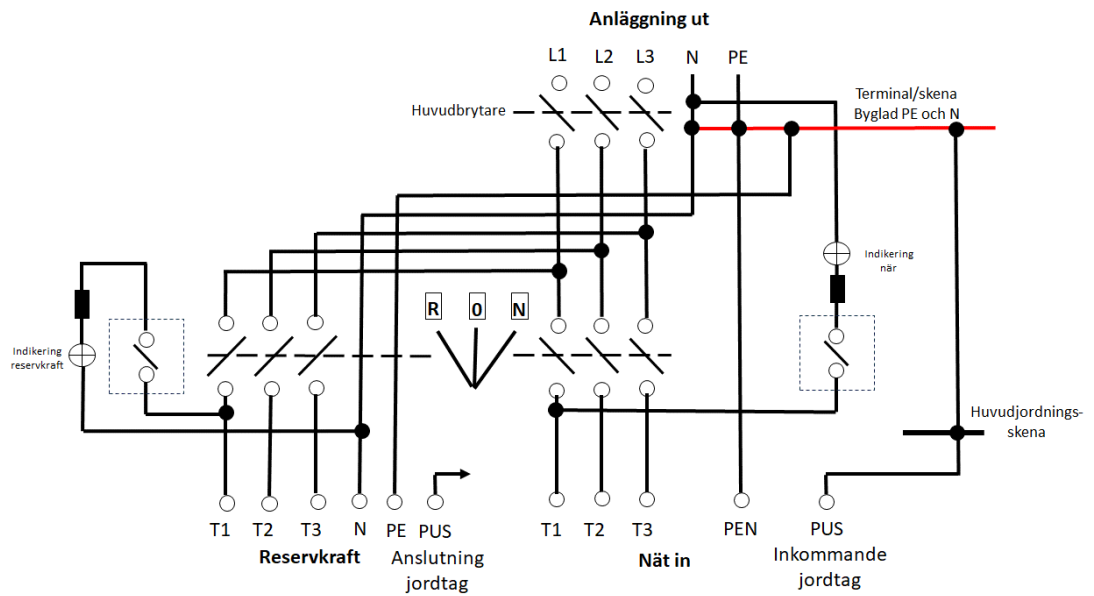 Anläggning ut
L1 L2 L3 N PE
Terminal/skena
Byglad PE och N
Huvudbrytare
Indikering
när
R 0 N
Indikering
reservkraft
Huvudjordnings-
skena
T1 T2 T3 N PE PUS T1 T2 T3 PEN PUS
Reservkraft
Anslutning
jordtag
Nät in
Inkommande
jordtag